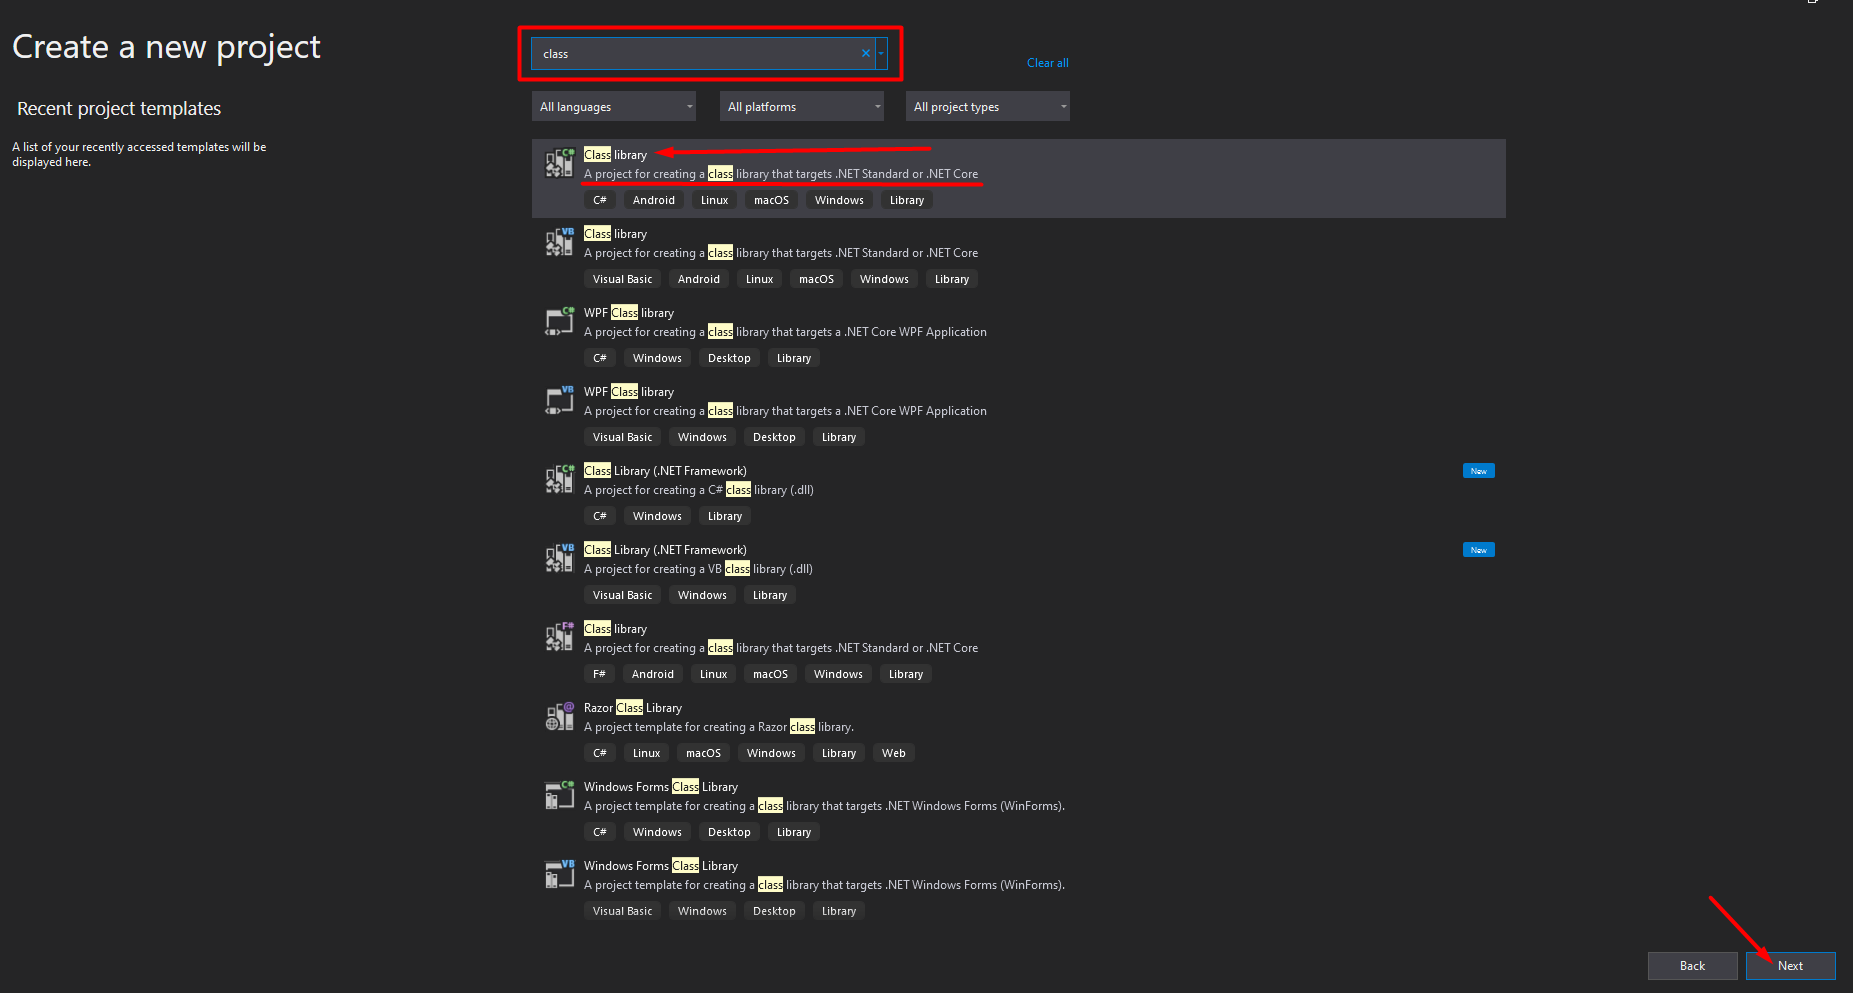 Create a new project
Recent project templates
A list of your recently accessed templates will be
displayed here.
class
Clear all
All languages
All platforms
All project types
C#
Class library
A project for creating a class library that targets .NET Standard or .NET Core
C# Android Linux macOS Windows Library
VB
Class library
A project for creating a class library that targets .NET Standard or .NET Core
Visual Basic Android Linux macOS Windows Library
C#
WPF Class library
A project for creating a class library that targets a .NET Core WPF Application
C# Windows Desktop Library
VB
WPF Class library
A project for creating a class library that targets a .NET Core WPF Application
Visual Basic Windows Desktop Library
C#
Class Library (.NET Framework)
New
A project for creating a C# class library (.dll)
C# Windows Library
VB
Class Library (.NET Framework)
New
A project for creating a VB class library (.dll)
Visual Basic Windows Library
F#
Class library
A project for creating a class library that targets .NET Standard or .NET Core
F# Android Linux macOS Windows Library
@
Razor Class Library
A project template for creating a Razor class library.
C# Linux macOS Windows Library Web
C#
Windows Forms Class Library
A project template for creating a class library that targets .NET Windows Forms (WinForms).
C# Windows Desktop Library
VB
Windows Forms Class Library
A project template for creating a class library that targets .NET Windows Forms (WinForms).
Visual Basic Windows Desktop Library
Back
Next